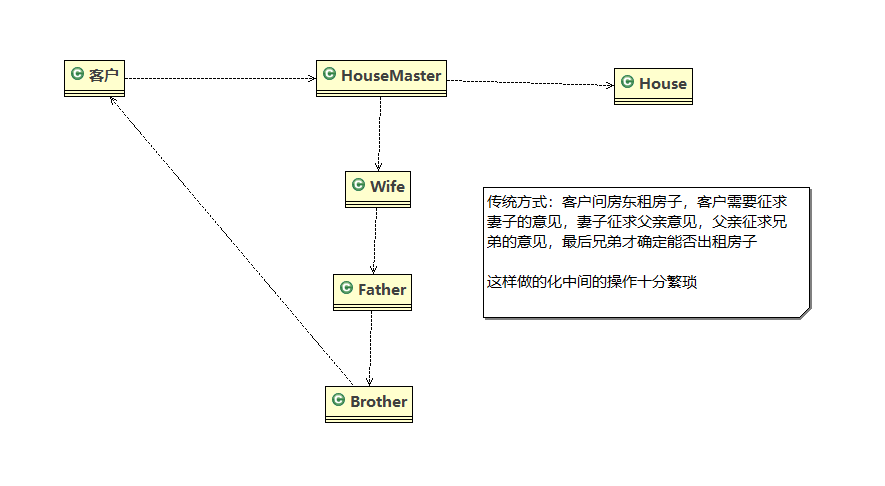 客户
HouseMaster
House
Wife
传统方式：客户问房东租房子，客户需要征求
妻子的意见，妻子征求父亲意见，父亲征求兄
弟的意见，最后兄弟才确定能否出租房子
这样做的化中间的操作十分繁琐
Father
Brother